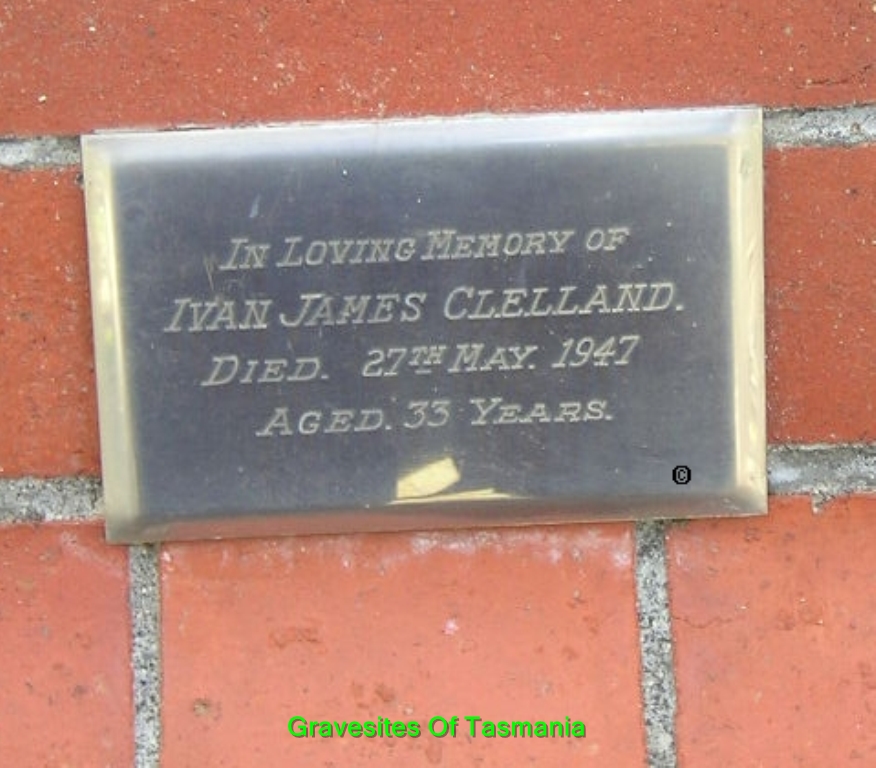 In Loving Memory of
Ivan James Clelland.
Died. 27TH May. 1947
Aged. 33 Years.
©
Gravesites Of Tasmania